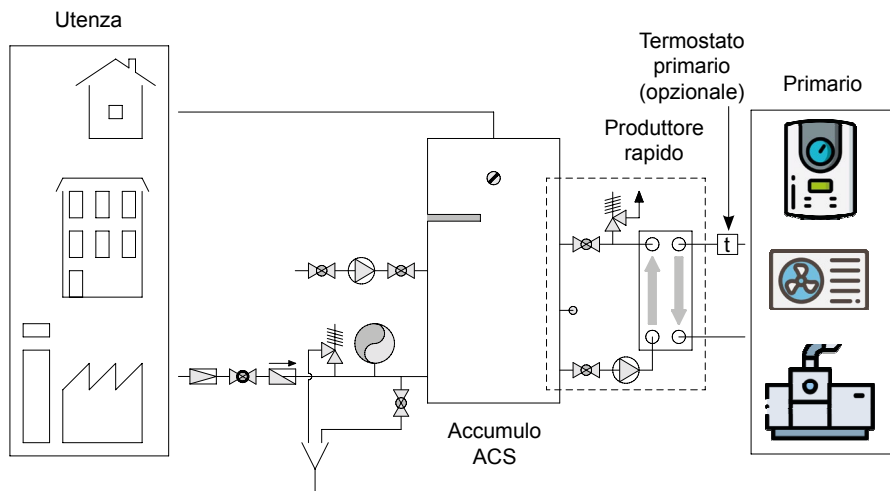 Utenza
Termostato
primario
(opzionale)
Primario
Produttore
rapido
t
Accumulo
ACS